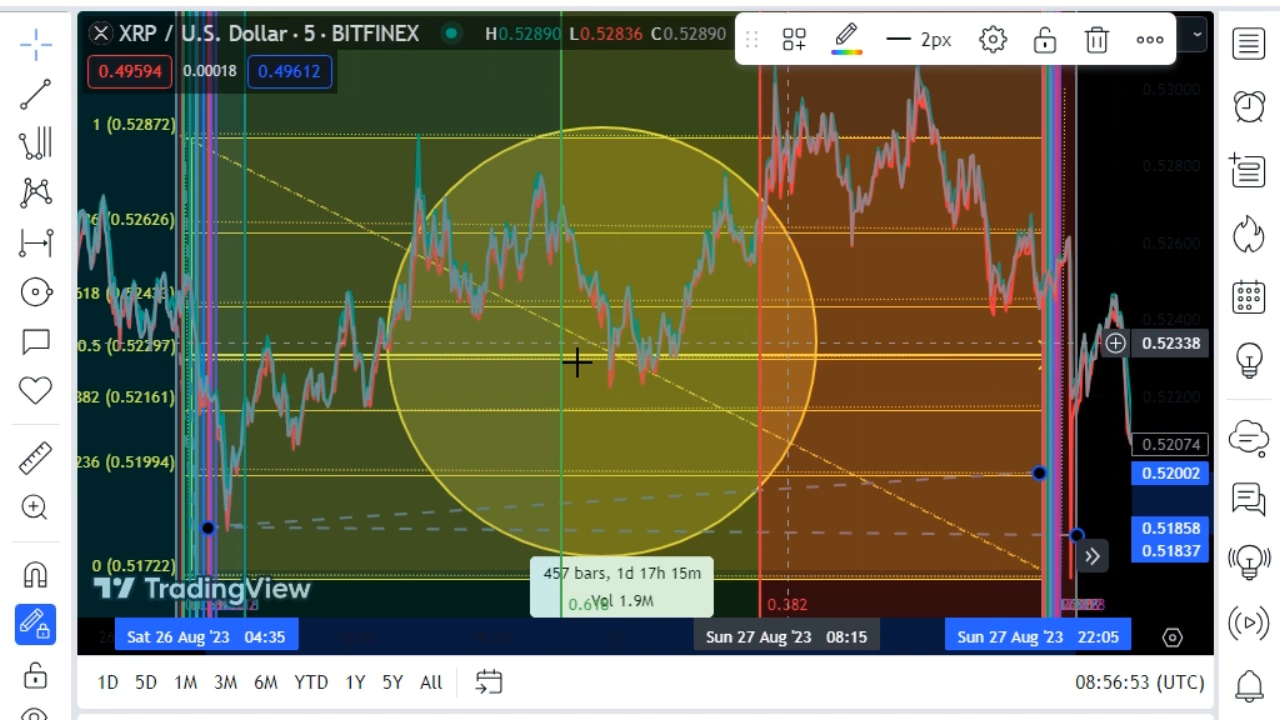 XRP / U.S. Dollar · 5 · BITFINEX H0.52890 L0.52836 C0.52890
2px
0.49594 0.00018 0.49612
0.53000
1 (0.52872)
0.52800
(0.52626)
0.52600
0.52400
0.5 (0.52297)
0.52338
382 (0.52161)
0.52200
0.52074
236 (0.51994)
0.52002
0.51858
0.51837
0 (0.51722)
TradingView
457 bars, 1d 17h 15m
Vol 1.9M
0.618
0.382
Sat 26 Aug '23 04:35
Sun 27 Aug '23 08:15
Sun 27 Aug '23 22:05
1D 5D 1M 3M 6M YTD 1Y 5Y All
08:56:53 (UTC)